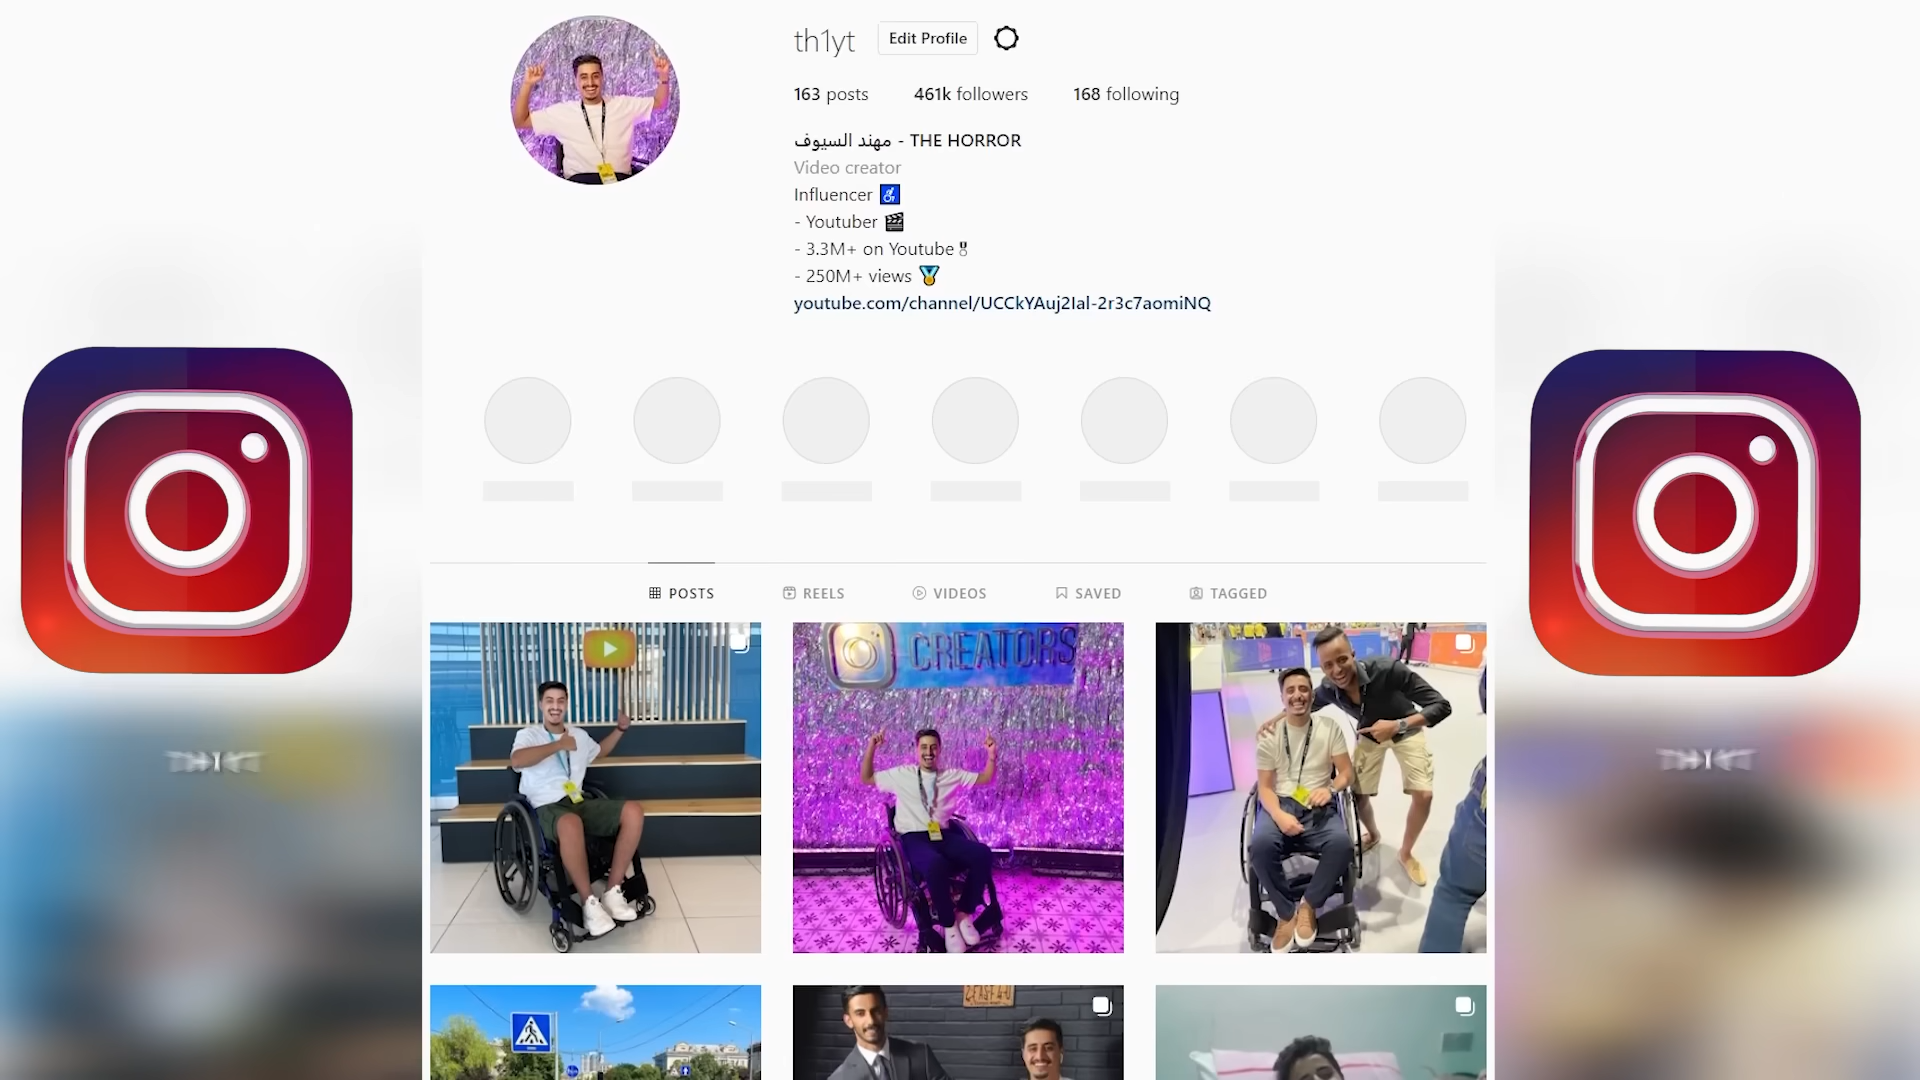 th1yt Edit Profile
163 posts 461k followers 168 following
مهند السيوف - THE HORROR
Video creator
Influencer
- Youtuber
- 3.3M+ on Youtube
- 250M+ views
youtube.com/channel/UCCkYAuj2Ial-2r3c7aomiNQ
POSTS REELS VIDEOS SAVED TAGGED
CREATORS